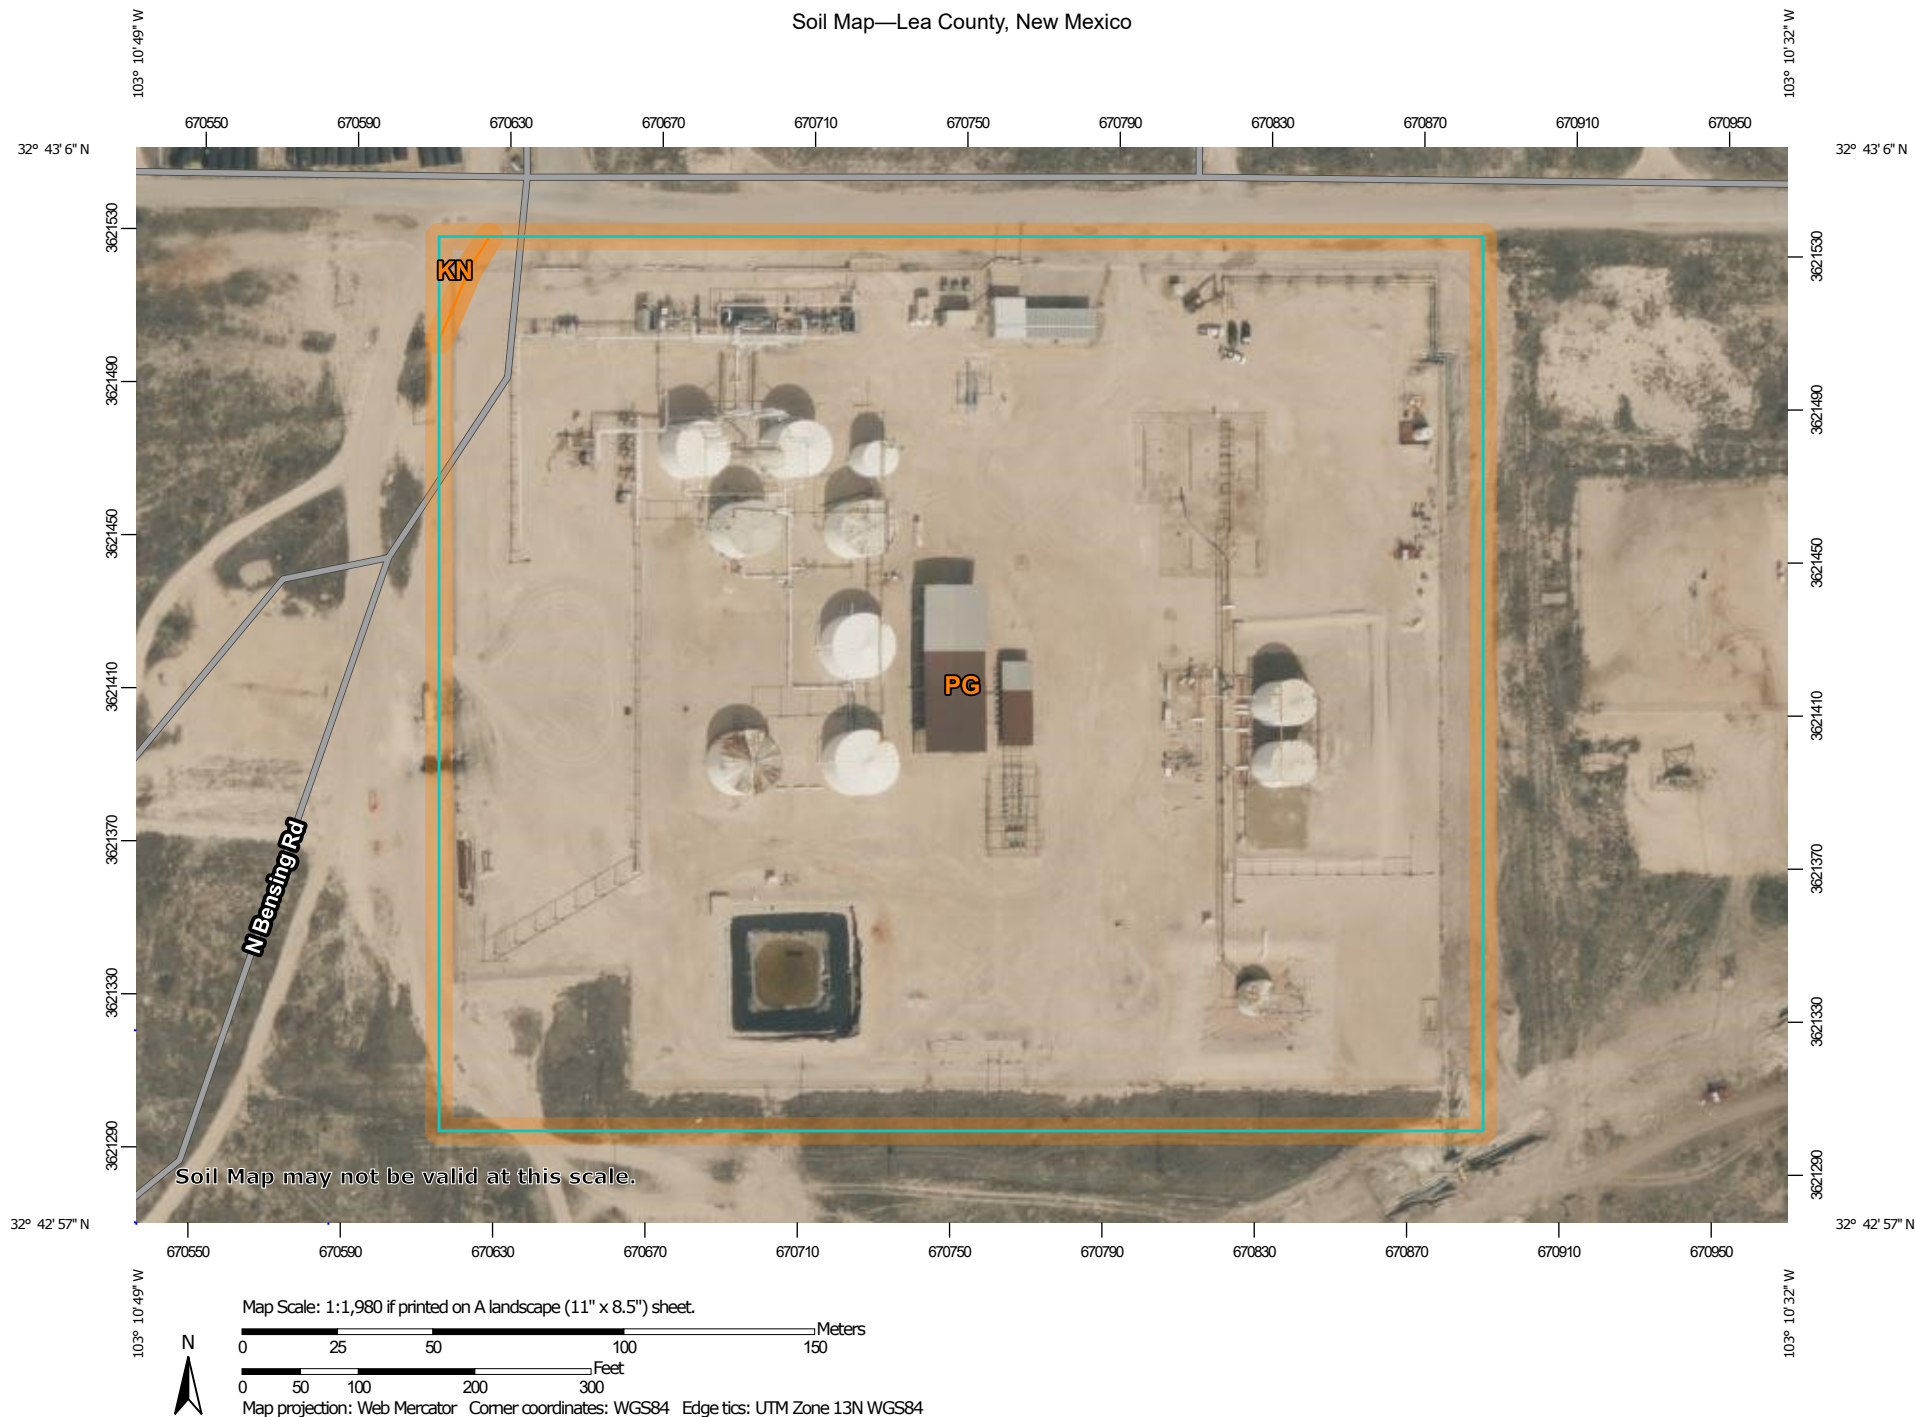 Soil Map—Lea County, New Mexico
103° 10' 49" W
103° 10' 32" W
670550 670590 670630 670670 670710 670750 670790 670830 670870 670910 670950
32° 43' 6" N
32° 43' 6" N
3621530
3621490
3621450
3621410
3621370
3621330
3621290
3621530
3621490
3621450
3621410
3621370
3621330
3621290
KN
PG
N Bensing Rd
Soil Map may not be valid at this scale.
32° 42' 57" N
32° 42' 57" N
670550 670590 670630 670670 670710 670750 670790 670830 670870 670910 670950
103° 10' 49" W
103° 10' 32" W
Map Scale: 1:1,980 if printed on A landscape (11" x 8.5") sheet.
N
Meters
0 25 50 100 150
Feet
0 50 100 200 300
Map projection: Web Mercator Corner coordinates: WGS84 Edge tics: UTM Zone 13N WGS84